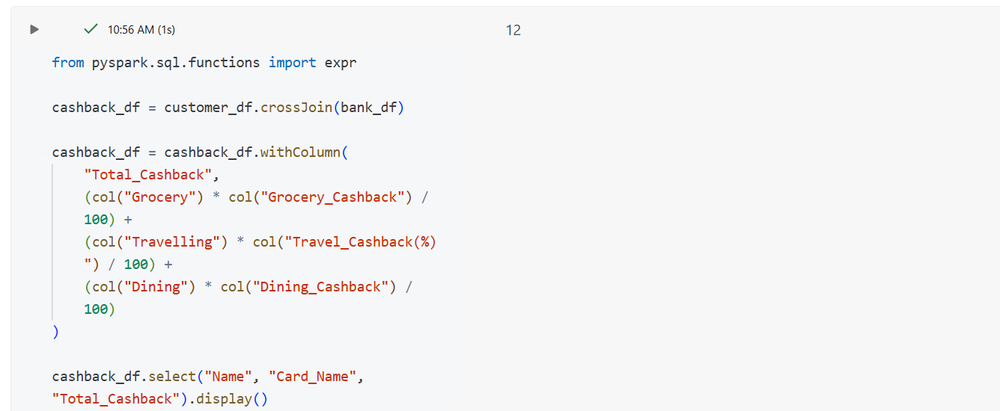 10:56 AM (1s)
12
from pyspark.sql.functions import expr
cashback_df = customer_df.crossJoin(bank_df)
cashback_df = cashback_df.withColumn(
"Total_Cashback",
(col("Grocery") * col("Grocery_Cashback") /
100) +
(col("Travelling") * col("Travel_Cashback(%)
") / 100) +
(col("Dining") * col("Dining_Cashback") /
100)
)
cashback_df.select("Name", "Card_Name",
"Total_Cashback").display()